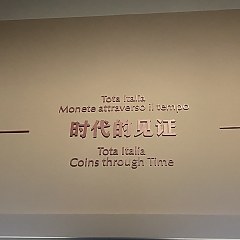 Tota Italia
Monete attraverso il tempo
时代的见证
Tota Italia
Coins through Time